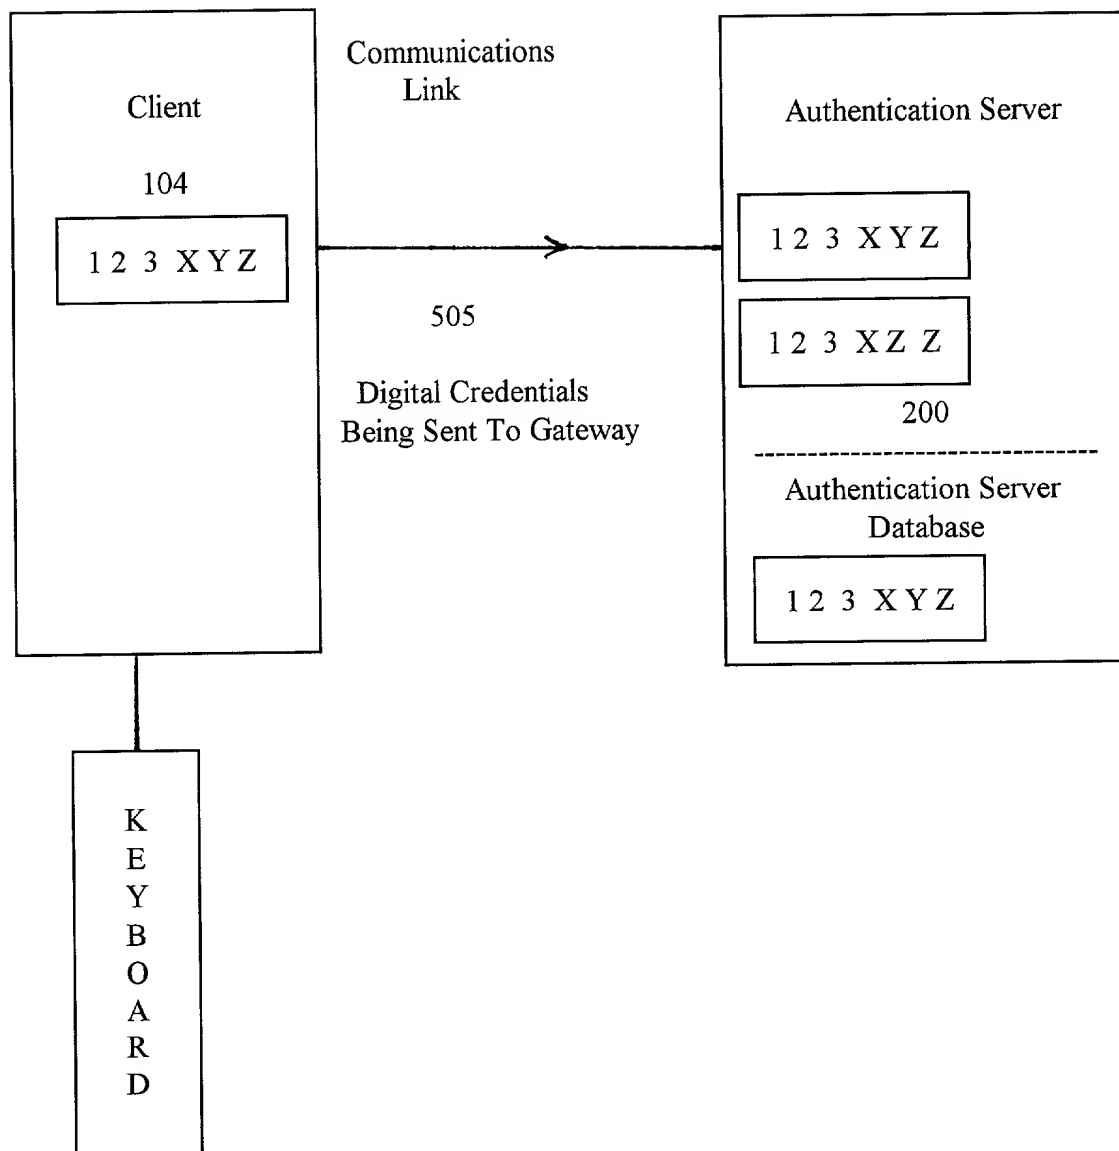 Communications
Link
Client
104
1 2 3 X Y Z
505
Digital Credentials
Being Sent To Gateway
Authentication Server
1 2 3 X Y Z
1 2 3 X Z Z
200
Authentication Server
Database
1 2 3 X Y Z
K
E
Y
B
O
A
R
D